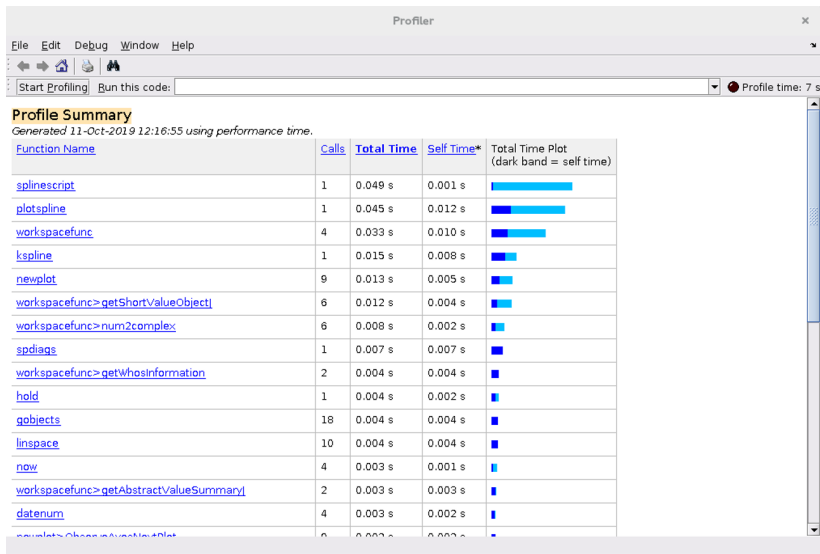 Profiler
File Edit Debug Window Help
Start Profiling Run this code: Profile time: 7 s
Profile Summary
Generated 11-Oct-2019 12:16:55 using performance time.
Function Name Calls Total Time Self Time* Total Time Plot
(dark band = self time)
splinescript 1 0.049 s 0.001 s
plotspline 1 0.045 s 0.012 s
workspacefunc 4 0.033 s 0.010 s
kspline 1 0.015 s 0.008 s
newplot 9 0.013 s 0.005 s
workspacefunc>getShortValueObjectJ 6 0.012 s 0.004 s
workspacefunc>num2complex 6 0.008 s 0.002 s
spdiags 1 0.007 s 0.007 s
workspacefunc>getWhosInformation 2 0.004 s 0.004 s
hold 1 0.004 s 0.002 s
gobjects 18 0.004 s 0.004 s
linspace 10 0.004 s 0.004 s
now 4 0.003 s 0.001 s
workspacefunc>getAbstractValueSummaryJ 2 0.003 s 0.003 s
datenum 4 0.003 s 0.002 s